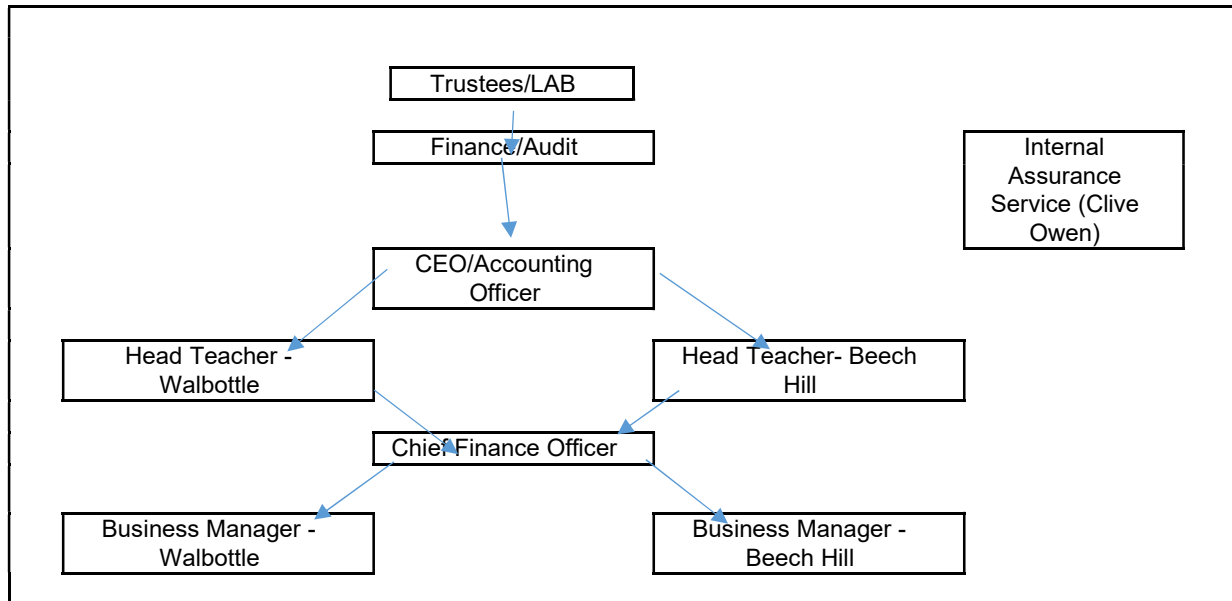 Trustees/LAB
Finance/Audit
Internal
Assurance
Service (Clive
Owen)
CEO/Accounting
Officer
Head Teacher -
Walbottle
Head Teacher- Beech
Hill
Chief Finance Officer
Business Manager -
Walbottle
Business Manager -
Beech Hill